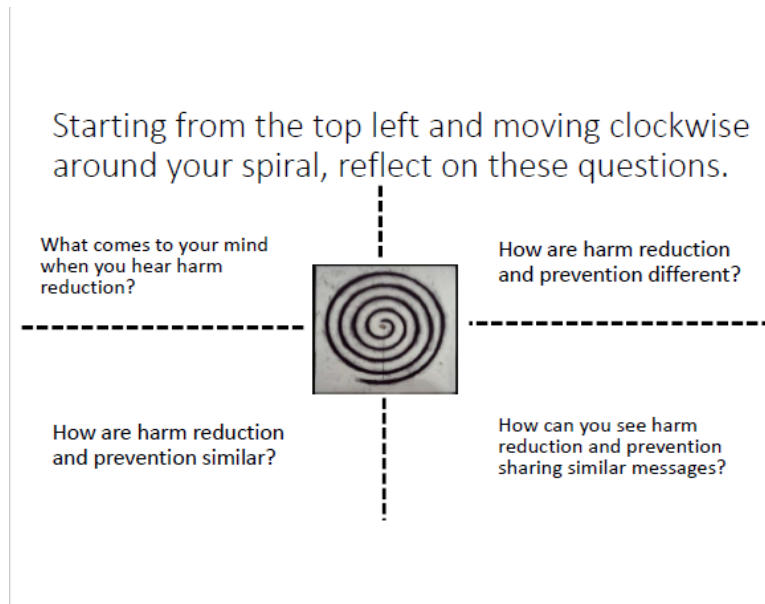 Starting from the top left and moving clockwise
around your spiral, reflect on these questions.
What comes to your mind
when you hear harm
reduction?
How are harm reduction
and prevention different?
How can you see harm
reduction and prevention
sharing similar messages?
How are harm reduction
and prevention similar?